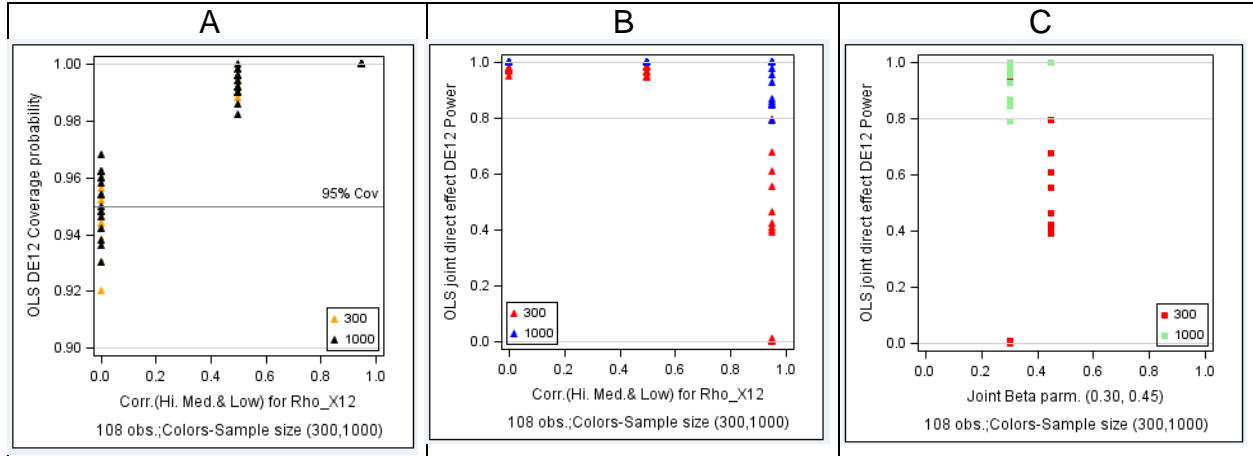 A
OLS DE12 Coverage probability
1.00
0.98
0.96
0.94
0.92
0.90
95% Cov
300
1000
0.0 0.2 0.4 0.6 0.8 1.0
Corr.(Hi. Med.& Low) for Rho_X12
108 obs.;Colors-Sample size (300,1000)
B
OLS joint direct effect DE12 Power
1.0
0.8
0.6
0.4
0.2
0.0
300
1000
0.0 0.2 0.4 0.6 0.8 1.0
Corr.(Hi. Med.& Low) for Rho_X12
108 obs.;Colors-Sample size (300,1000)
C
OLS joint direct effect DE12 Power
1.0
0.8
0.6
0.4
0.2
0.0
300
1000
0.0 0.2 0.4 0.6 0.8 1.0
Joint Beta parm. (0.30, 0.45)
108 obs.;Colors-Sample size (300,1000)